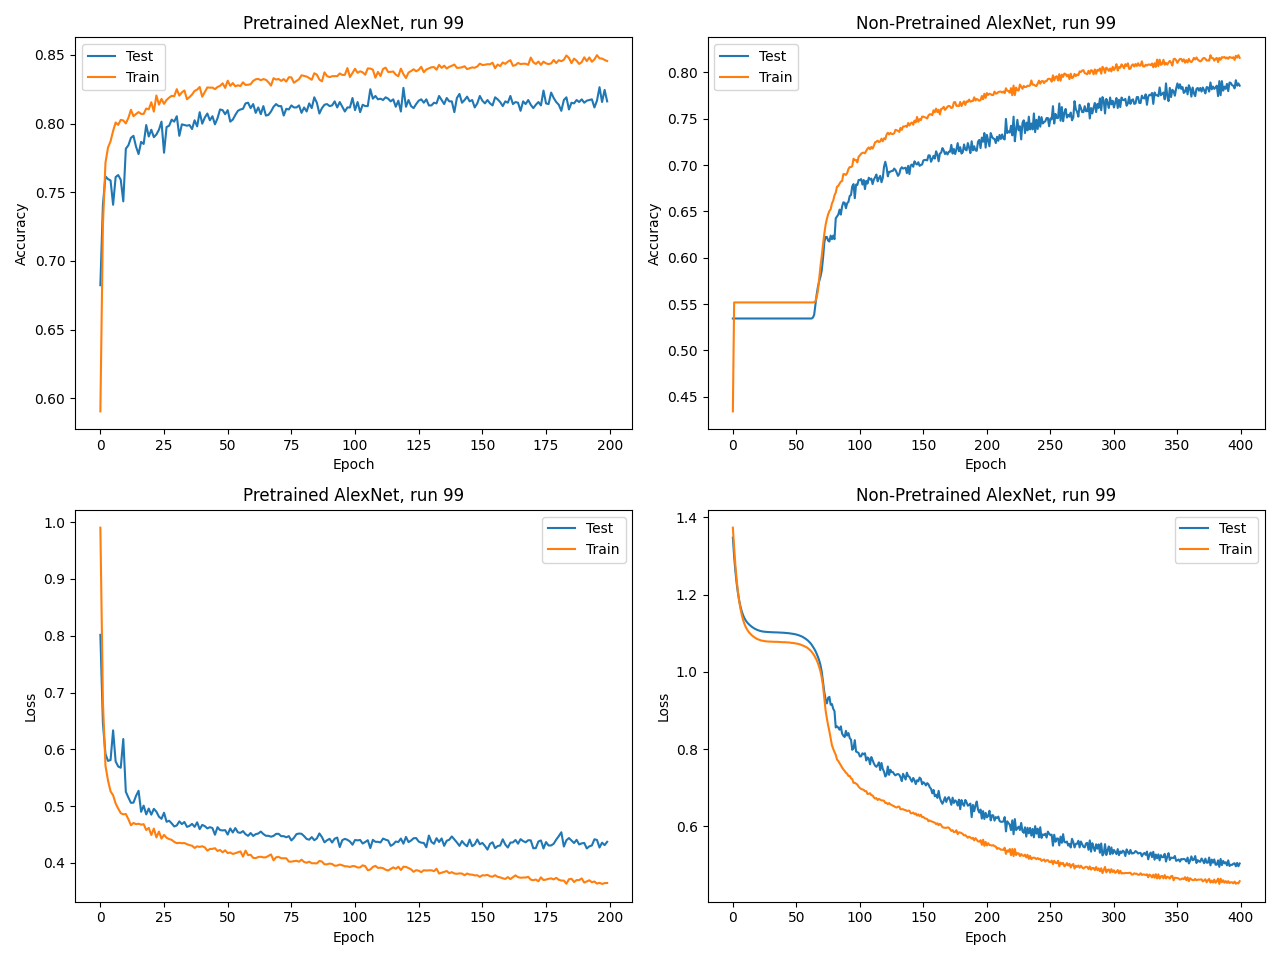 Pretrained AlexNet, run 99
Test
Train
0.85
0.80
0.75
0.70
0.65
0.60
Accuracy
0 25 50 75 100 125 150 175 200
Epoch
Non-Pretrained AlexNet, run 99
Test
Train
0.80
0.75
0.70
0.65
0.60
0.55
0.50
0.45
Accuracy
0 50 100 150 200 250 300 350 400
Epoch
Pretrained AlexNet, run 99
Test
Train
1.0
0.9
0.8
0.7
0.6
0.5
0.4
Loss
0 25 50 75 100 125 150 175 200
Epoch
Non-Pretrained AlexNet, run 99
Test
Train
1.4
1.2
1.0
0.8
0.6
Loss
0 50 100 150 200 250 300 350 400
Epoch